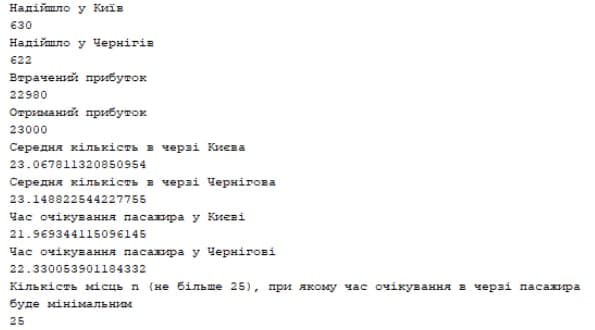 Надійшло у Київ
630
Надійшло у Чернігів
622
Втрачений прибуток
22980
Отриманий прибуток
23000
Середня кількість в черзі Києва
23.067811320850954
Середня кількість в черзі Чернігова
23.148822544227755
Час очікування пасажира у Києві
21.969344115096145
Час очікування пасажира у Чернігові
22.330053901184332
Кількість місць n (не більше 25), при якому час очікування в черзі пасажира
буде мінімальним
25